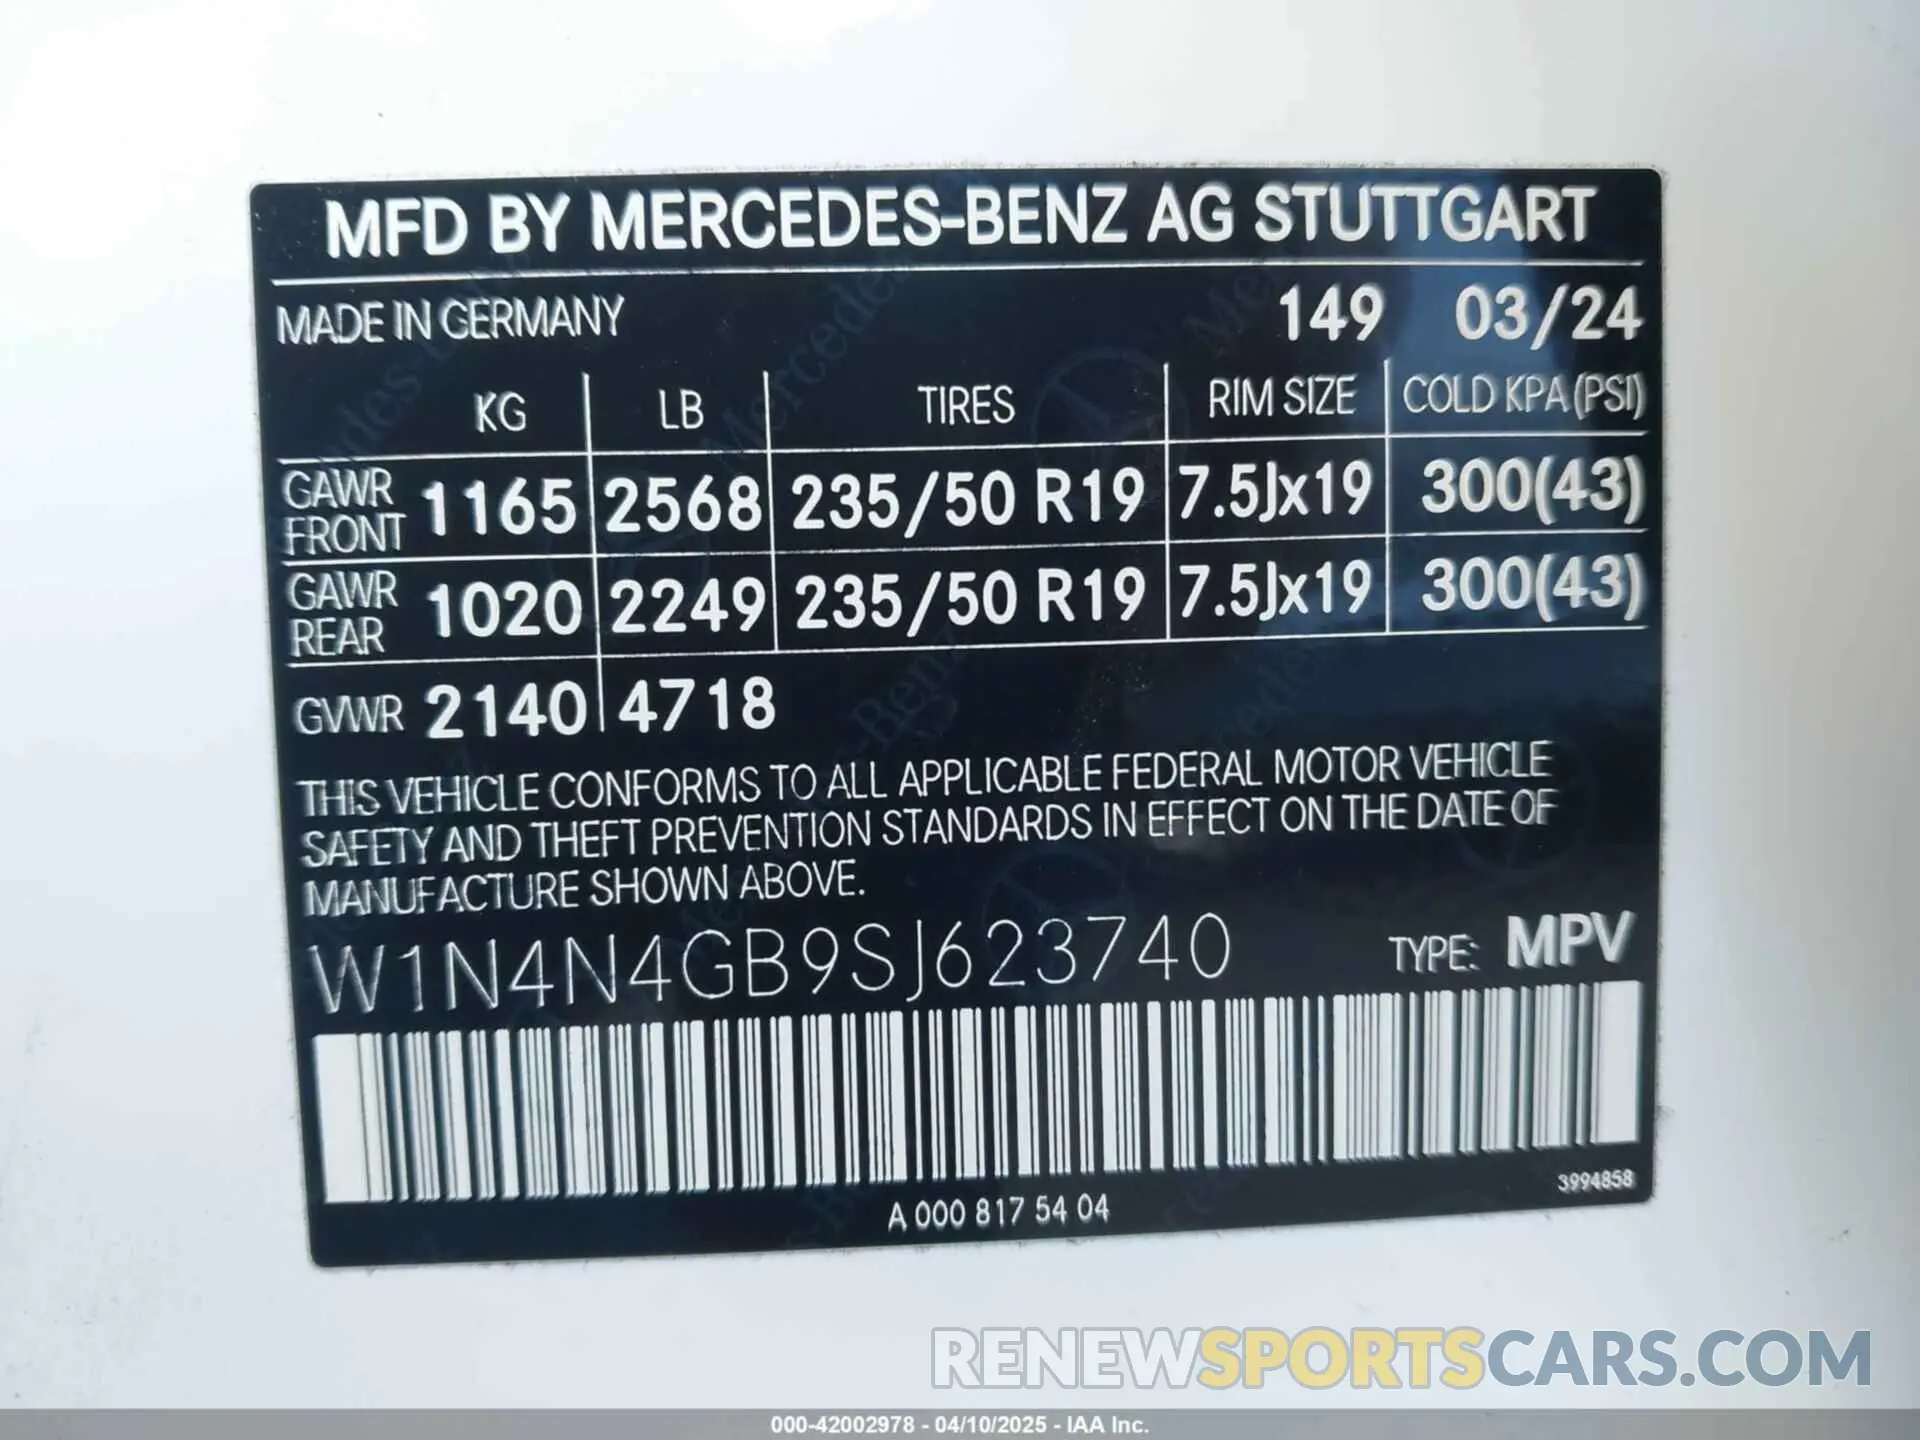 MFD BY MERCEDES-BENZ AG STUTTGART
MADE IN GERMANY 149 03/24
KG LB TIRES RIM SIZE COLD KPA (PSI)
GAWR FRONT 1165 2568 235/50 R19 7.5Jx19 300(43)
GAWR REAR 1020 2249 235/50 R19 7.5Jx19 300(43)
GVWR 2140 4718
THIS VEHICLE CONFORMS TO ALL APPLICABLE FEDERAL MOTOR VEHICLE
SAFETY AND THEFT PREVENTION STANDARDS IN EFFECT ON THE DATE OF
MANUFACTURE SHOWN ABOVE.
W1N4N4GB9SJ623740 TYPE: MPV
3994858
A 000 817 54 04
RENEWSPORTSCARS.COM
000-42002978 - 04/10/2025 - IAA Inc.